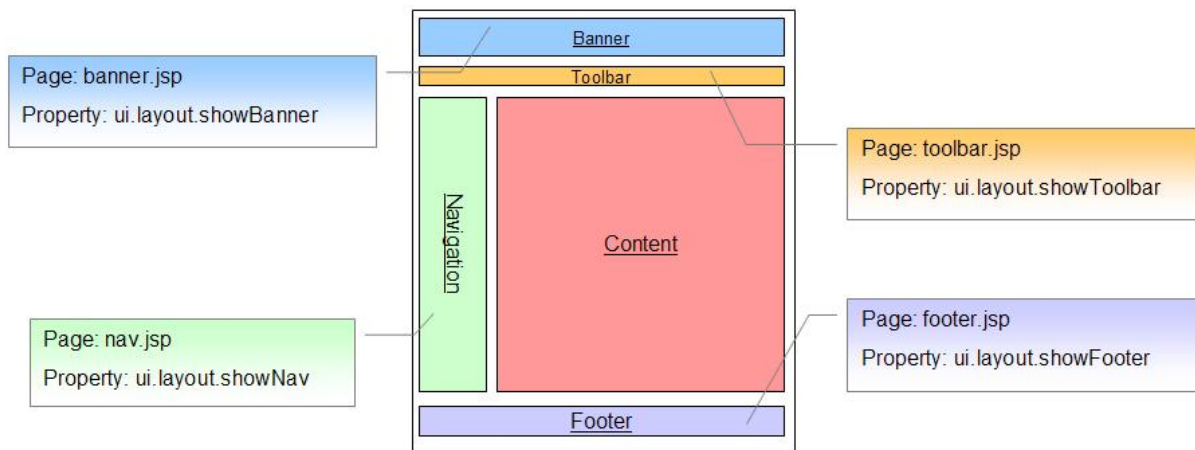 Banner
Page: banner.jsp
Property: ui.layout.showBanner
Toolbar
Page: toolbar.jsp
Property: ui.layout.showToolbar
Navigation
Content
Page: nav.jsp
Property: ui.layout.showNav
Page: footer.jsp
Property: ui.layout.showFooter
Footer